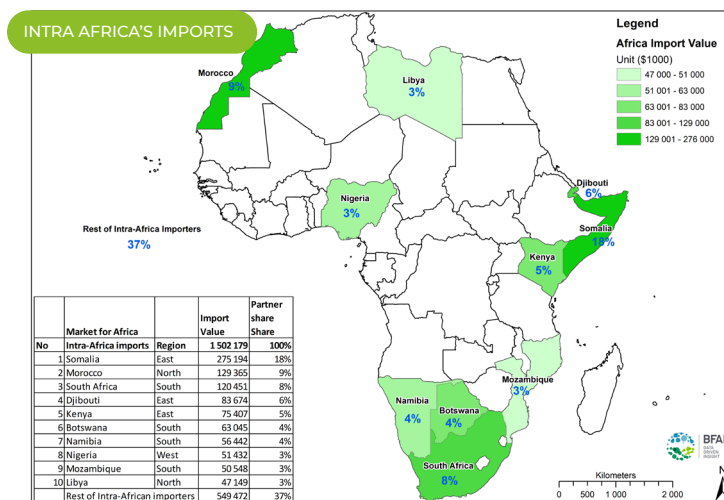 INTRA AFRICA'S IMPORTS
Legend
Africa Import Value
Unit ($1000)
47 000 - 51 000
51 001 - 63 000
63 001 - 83 000
83 001 - 129 000
129 001 - 276 000
Morocco
9%
Libya
3%
Nigeria
3%
Djibouti
6%
Somalia
18%
Kenya
5%
Rest of Intra-Africa Importers
37%
Mozambique
3%
Namibia
4%
Botswana
4%
South Africa
8%
No Market for Africa Region Import Value Partner share Share
Intra-Africa imports 1 502 179 100%
1 Somalia East 275 194 18%
2 Morocco North 129 365 9%
3 South Africa South 120 451 8%
4 Djibouti East 83 674 6%
5 Kenya East 75 407 5%
6 Botswana South 63 045 4%
7 Namibia South 56 442 4%
8 Nigeria West 51 432 3%
9 Mozambique South 50 548 3%
10 Libya North 47 149 3%
Rest of Intra-African importers 549 472 37%
BFA
DATA
DRIVEN
INSIGHT
N
Kilometers
0 500 1 000 2 000